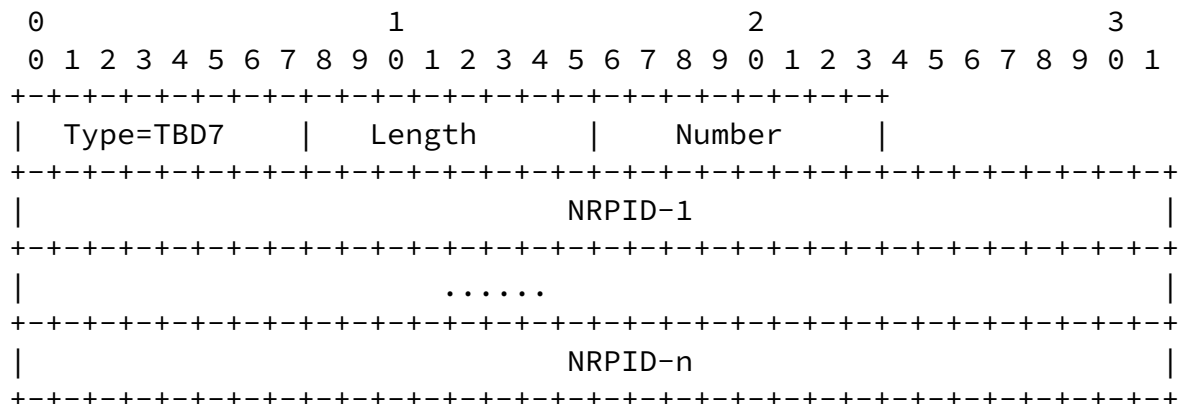 0                   1                   2                   3
 0 1 2 3 4 5 6 7 8 9 0 1 2 3 4 5 6 7 8 9 0 1 2 3 4 5 6 7 8 9 0 1
+-+-+-+-+-+-+-+-+-+-+-+-+-+-+-+-+-+-+-+-+-+-+-+-+
|  Type=TBD7    |   Length      |    Number     |
+-+-+-+-+-+-+-+-+-+-+-+-+-+-+-+-+-+-+-+-+-+-+-+-+-+-+-+-+-+-+-+-+
|                              NRPID-1                          |
+-+-+-+-+-+-+-+-+-+-+-+-+-+-+-+-+-+-+-+-+-+-+-+-+-+-+-+-+-+-+-+-+
|                       ......                                  |
+-+-+-+-+-+-+-+-+-+-+-+-+-+-+-+-+-+-+-+-+-+-+-+-+-+-+-+-+-+-+-+-+
|                              NRPID-n                          |
+-+-+-+-+-+-+-+-+-+-+-+-+-+-+-+-+-+-+-+-+-+-+-+-+-+-+-+-+-+-+-+-+